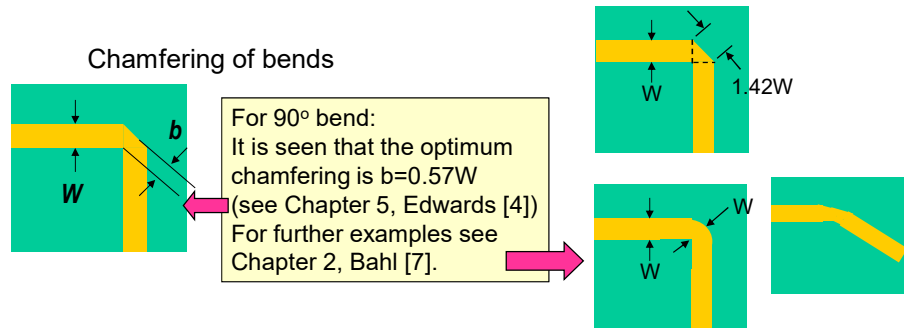 Chamfering of bends
b
W
For 90° bend:
It is seen that the optimum
chamfering is b=0.57W
(see Chapter 5, Edwards [4])
For further examples see
Chapter 2, Bahl [7].
W
1.42W
W
W